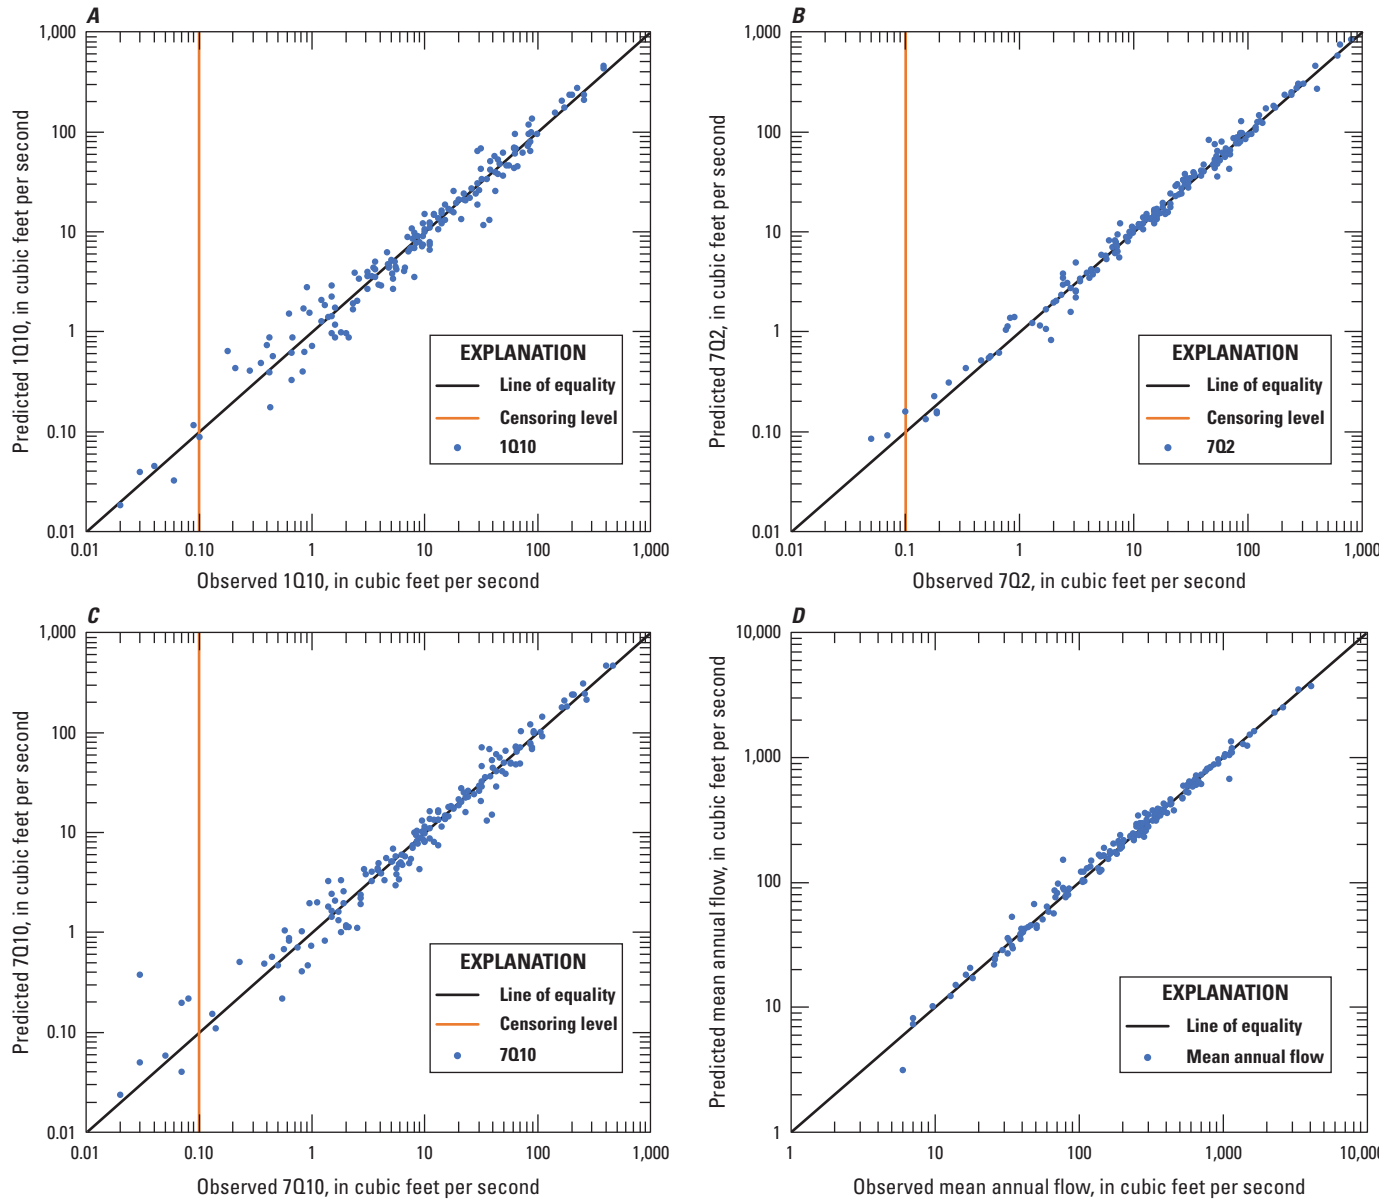 A
1,000
100
10
1
0.10
0.01
Predicted 1Q10, in cubic feet per second
0.01 0.10 1 10 100 1,000
Observed 1Q10, in cubic feet per second
EXPLANATION
Line of equality
Censoring level
1Q10
B
1,000
100
10
1
0.10
0.01
Predicted 7Q2, in cubic feet per second
0.01 0.1 1 10 100 1,000
Observed 7Q2, in cubic feet per second
EXPLANATION
Line of equality
Censoring level
7Q2
C
1,000
100
10
1
0.10
0.01
Predicted 7Q10, in cubic feet per second
0.01 0.10 1 10 100 1,000
Observed 7Q10, in cubic feet per second
EXPLANATION
Line of equality
Censoring level
7Q10
D
10,000
1,000
100
10
1
Predicted mean annual flow, in cubic feet per second
1 10 100 1,000 10,000
Observed mean annual flow, in cubic feet per second
EXPLANATION
Line of equality
Mean annual flow